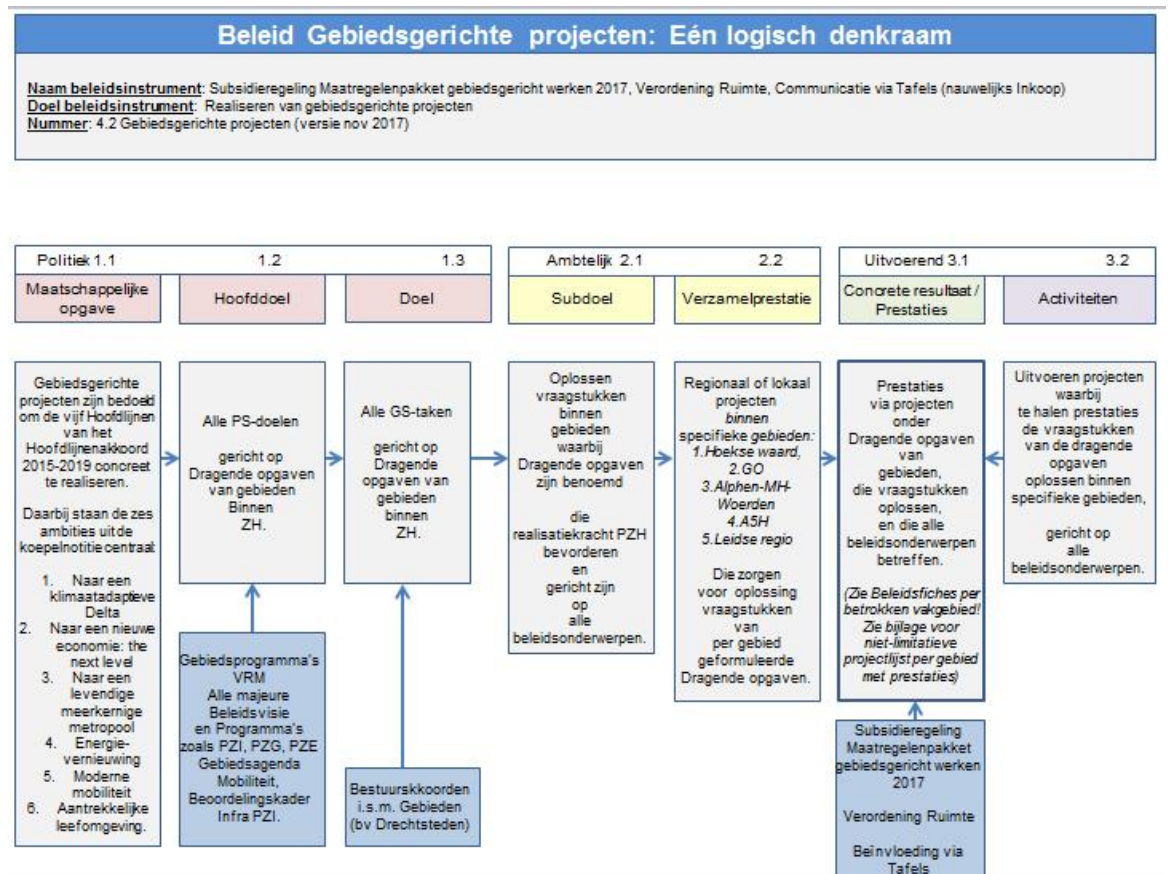 Beleid Gebiedsgerichte projecten: Eén logisch denkraam
Naam beleidsinstrument: Subsidieregeling Maatregelenpakket gebiedsgericht werken 2017, Verordening Ruimte, Communicatie via Tafels (nauwelijks Inkoop)
Doel beleidsinstrument: Realiseren van gebiedsgerichte projecten
Nummer: 4.2 Gebiedsgerichte projecten (versie nov 2017)
Politiek 1.1
1.2
1.3
Ambtelijk 2.1
2.2
Uitvoerend 3.1
3.2
Maatschappelijke
opgave
Hoofddoel
Doel
Subdoel
Verzamelprestatie
Concrete resultaat /
Prestaties
Activiteiten
Gebiedsgerichte
projecten zijn bedoeld
om de vijf Hoofdlijnen
van het
Hoofdlijnenakkoord
2015-2019 concreet
te realiseren.
Daarbij staan de zes
ambities uit de
koepelnotitie centraal:
1. Naar een
klimaatadaptieve
Delta
2. Naar een nieuwe
economie: the
next level
3. Naar een
levendige
meerkernige
metropool
4. Energie-
vernieuwing
5. Moderne
mobiliteit
6. Aantrekkelijke
leefomgeving.
Alle PS-doelen
gericht op
Dragende opgaven
van gebieden
Binnen
ZH.
Gebiedsprogramma's
VRM
Alle majeure
Beleidsvisie
en Programma's
zoals PZI, PZG, PZE
Gebiedsagenda
Mobiliteit,
Beoordelingskader
Infra PZI.
Alle GS-taken
gericht op
Dragende
opgaven van
gebieden
binnen
ZH.
Bestuurskkoorden
i.s.m. Gebieden
(bv Drechtsteden)
Oplossen
vraagstukken
binnen
gebieden
waarbij
Dragende opgaven
zijn benoemd
die
realisatiekracht PZH
bevorderen
en
gericht zijn
op
alle
beleidsonderwerpen.
Regionaal of lokaal
projecten
binnen
specifieke gebieden:
1.Hoekse waard,
2.GO
3.Alphen-MH-
Woerden
4.A5H
5.Leidse regio
Die zorgen
voor oplossing
vraagstukken
van
per gebied
geformuleerde
Dragende opgaven.
Prestaties
via projecten
onder
Dragende opgaven
van
gebieden,
die vraagstukken
oplossen,
en die alle
beleidsonderwerpen
betreffen.
(Zie Beleidsfiches per
betrokken vakgebied!
Zie bijlage voor
niet-limitatieve
projectlijst per gebied
met prestaties)
Subsidieregeling
Maatregelenpakket
gebiedsgericht werken
2017
Verordening Ruimte
Beïnvloeding via
Tafels
Uitvoeren projecten
waarbij
te halen prestaties
de vraagstukken
van de dragende
opgaven
oplossen binnen
specifieke gebieden,
gericht op
alle
beleidsonderwerpen.